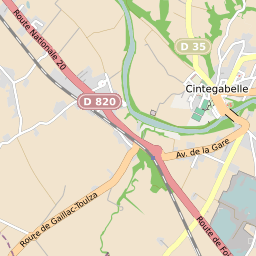 Route Nationale 20
D 35
Cintegabelle
D 820
Av. de la Gare
Route de Gaillac-Toulza
Route de Fo